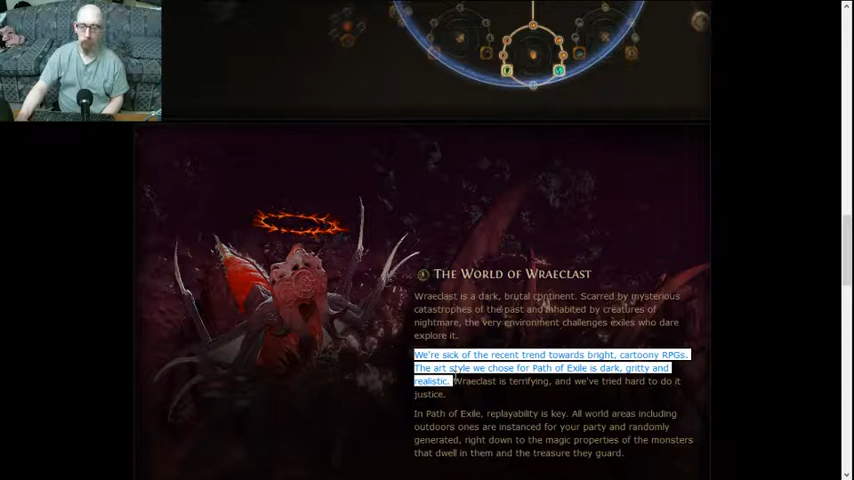 THE WORLD OF WRAECLAST
Wraeclast is a dark, brutal continent. Scarred by mysterious
catastrophes of the past and inhabited by creatures of
nightmare, the very environment challenges exiles who dare
explore it.
We're sick of the recent trend towards bright, cartoony RPGs.
The art style we chose for Path of Exile is dark, gritty and
realistic. Wraeclast is terrifying, and we've tried hard to do it
justice.
In Path of Exile, replayability is key. All world areas including
outdoors ones are instanced for your party and randomly
generated, right down to the magic properties of the monsters
that dwell in them and the treasure they guard.